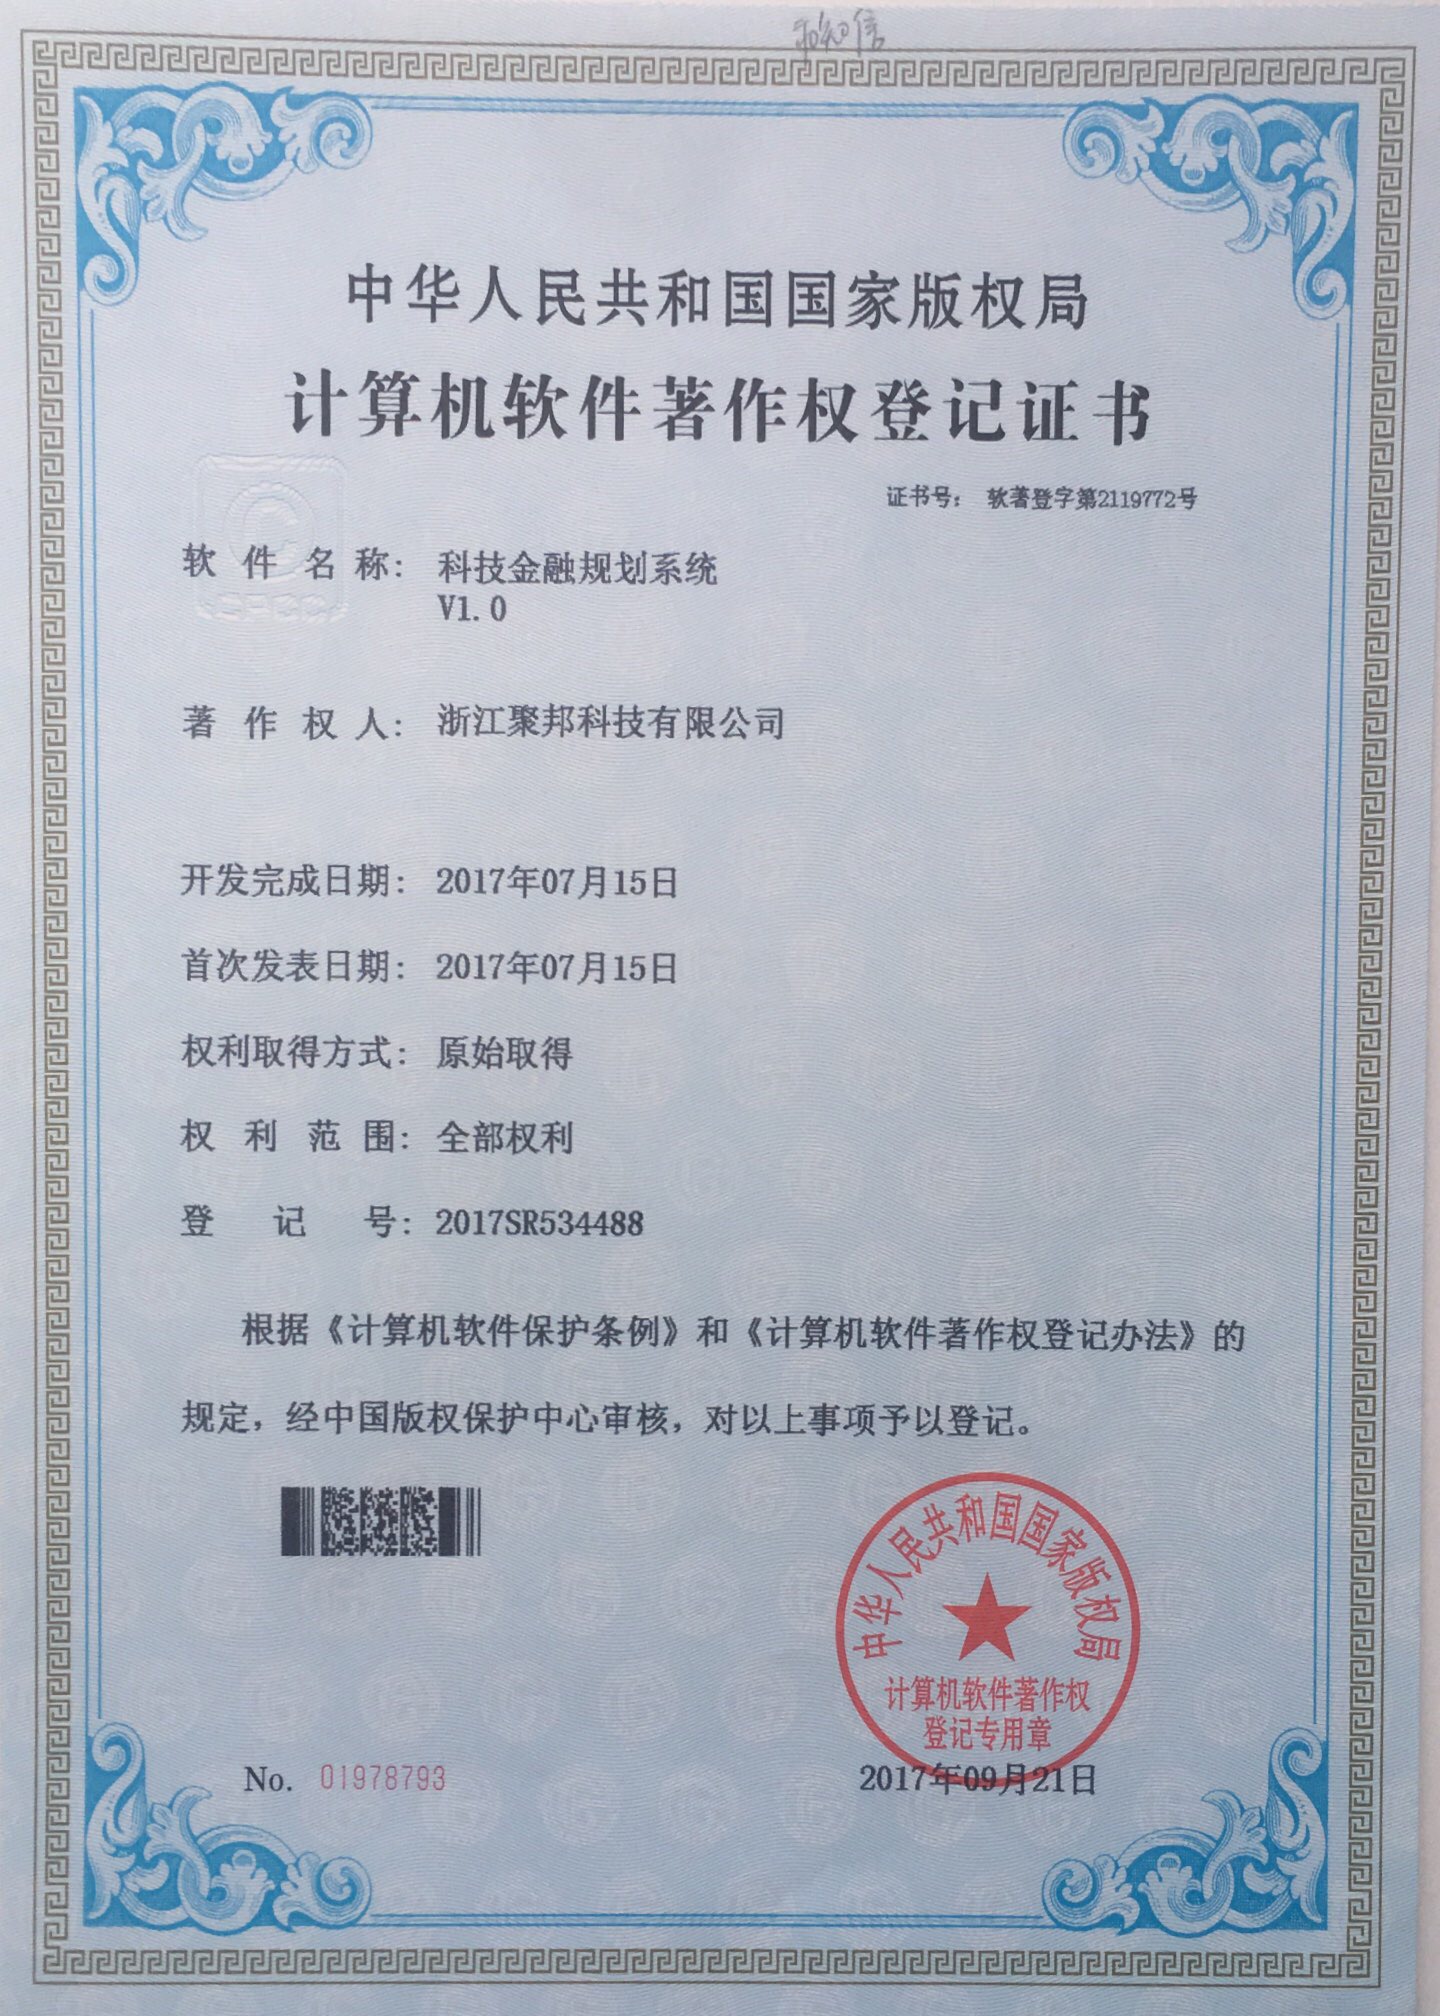 中华人民共和国国家版权局
计算机软件著作权登记证书
证书号： 软著登字第2119772号
软件名称： 科技金融规划系统
V1.0
著作权人： 浙江聚邦科技有限公司
开发完成日期： 2017年07月15日
首次发表日期： 2017年07月15日
权利取得方式： 原始取得
权利范围： 全部权利
登记号： 2017SR534488
根据《计算机软件保护条例》和《计算机软件著作权登记办法》的
规定，经中国版权保护中心审核，对以上事项予以登记。
中华人民共和国国家版权局
计算机软件著作权
登记专用章
No. 01978793
2017年09月21日